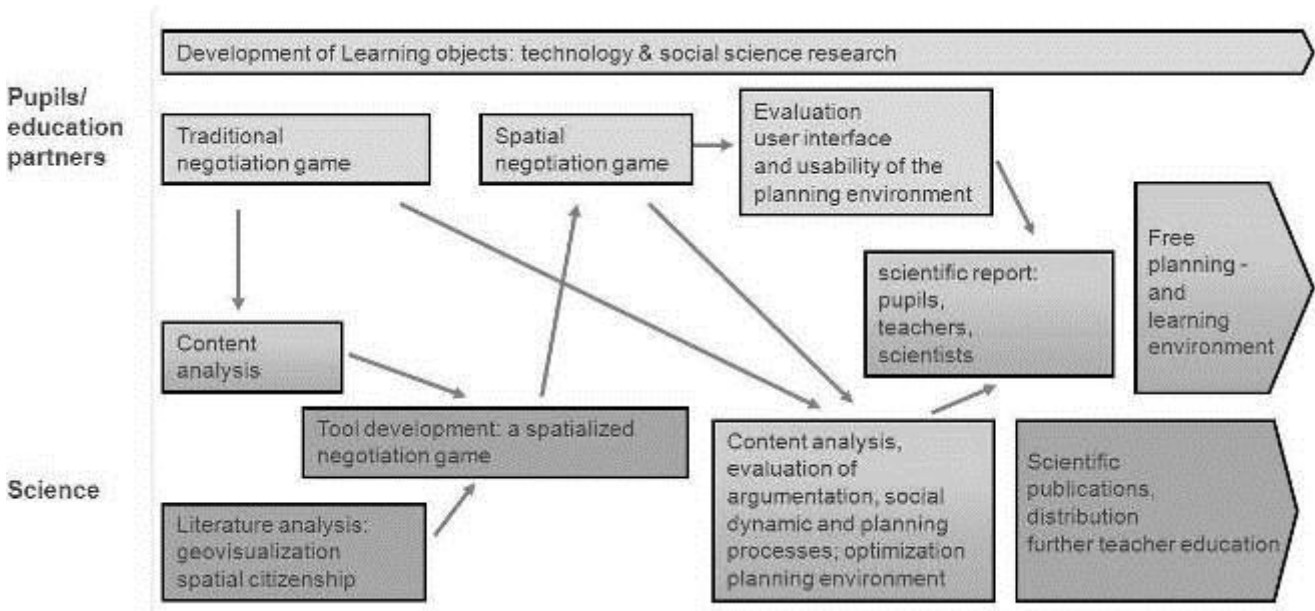 Development of Learning objects: technology & social science research
Pupils/
education
partners
Traditional
negotiation game
Spatial
negotiation game
Evaluation
user interface
and usability of the
planning environment
Free
planning -
and
learning
environment
scientific report:
pupils,
teachers,
scientists
Content
analysis
Tool development: a spatialized
negotiation game
Content analysis,
evaluation of
argumentation, social
dynamic and planning
processes; optimization
planning environment
Scientific
publications,
distribution
further teacher education
Science
Literature analysis:
geovisualization
spatial citizenship